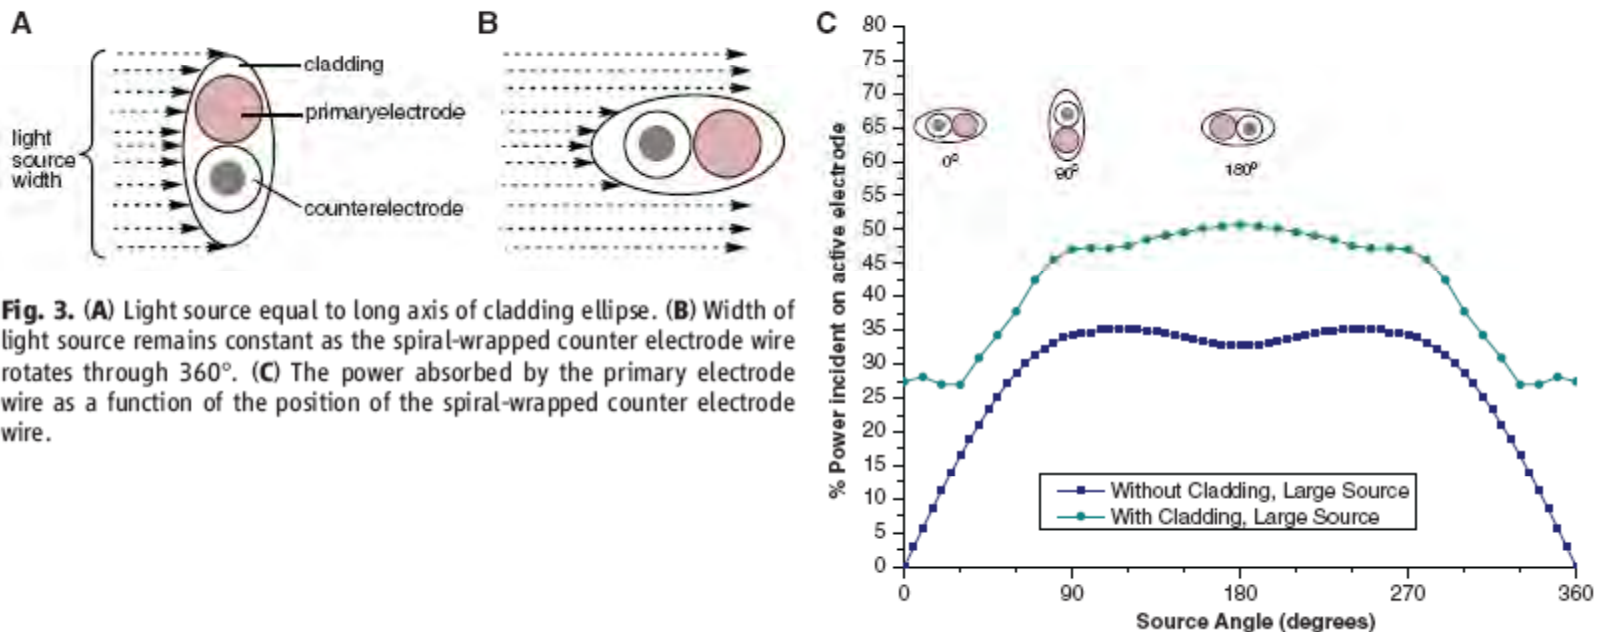 A
light
source
width
cladding
primaryelectrode
counterelectrode
B
Fig. 3. (A) Light source equal to long axis of cladding ellipse. (B) Width of
light source remains constant as the spiral-wrapped counter electrode wire
rotates through 360°. (C) The power absorbed by the primary electrode
wire as a function of the position of the spiral-wrapped counter electrode
wire.
C
% Power incident on active electrode
80
75
70
65
60
55
50
45
40
35
30
25
20
15
10
5
0
0º
90º
180º
Without Cladding, Large Source
With Cladding, Large Source
0
90
180
270
360
Source Angle (degrees)